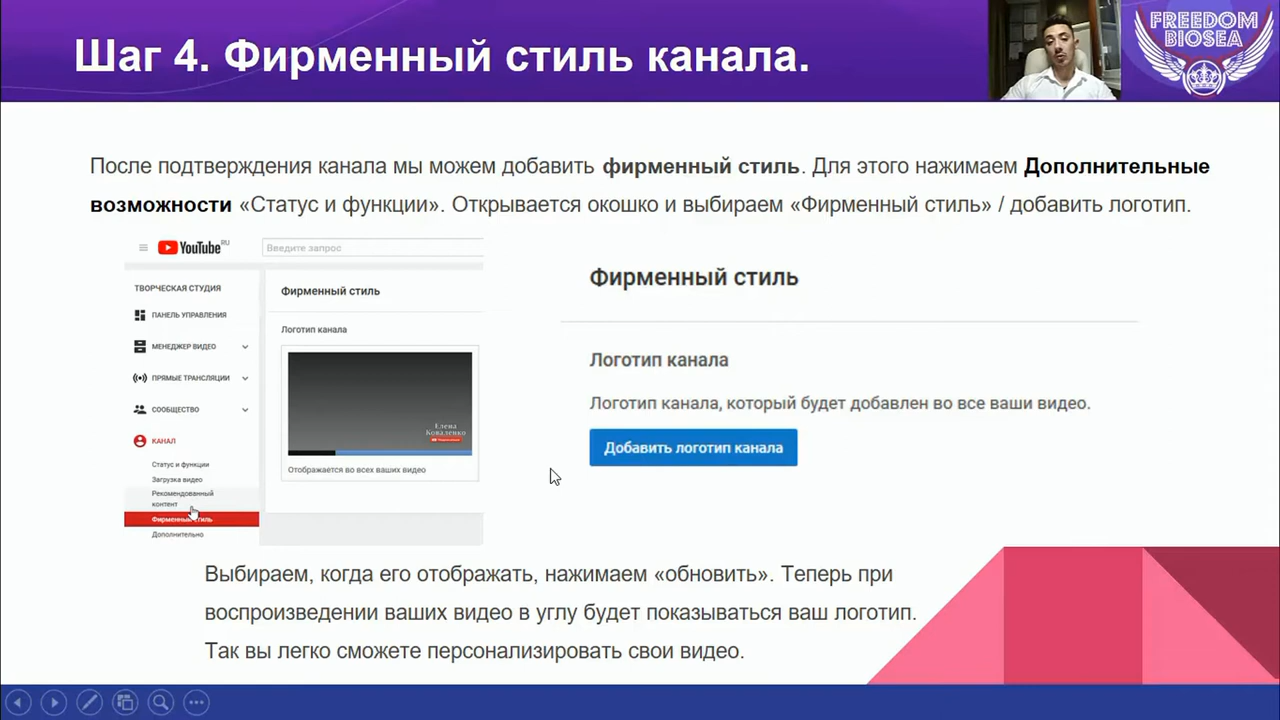 Шаг 4. Фирменный стиль канала.
FREEDOM
BIOSEA
После подтверждения канала мы можем добавить фирменный стиль. Для этого нажимаем Дополнительные
возможности «Статус и функции». Открывается окошко и выбираем «Фирменный стиль» / добавить логотип.
YouTube RU
Введите запрос
ТВОРЧЕСКАЯ СТУДИЯ
ПАНЕЛЬ УПРАВЛЕНИЯ
МЕНЕДЖЕР ВИДЕО
ПРЯМЫЕ ТРАНСЛЯЦИИ
СООБЩЕСТВО
КАНАЛ
Статус и функции
Загрузка видео
Рекомендованный
контент
Фирменный стиль
Дополнительно
Фирменный стиль
Логотип канала
Елена
Коваленко
Отображается во всех ваших видео
Фирменный стиль
Логотип канала
Логотип канала, который будет добавлен во все ваши видео.
Добавить логотип канала
Выбираем, когда его отображать, нажимаем «обновить». Теперь при
воспроизведении ваших видео в углу будет показываться ваш логотип.
Так вы легко сможете персонализировать свои видео.